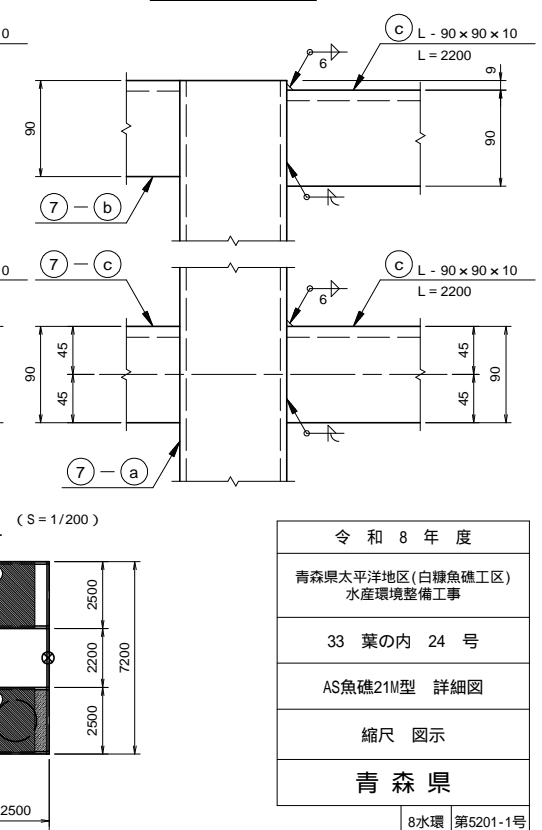 0
c L - 90 × 90 × 10
L = 2200
6
9
90
90
7 - b
0
7 - c
c L - 90 × 90 × 10
L = 2200
6
45
90
45
45
90
45
7 - a
( S = 1/200 )
2500
2200
7200
2500
2500
令 和 8 年 度
青森県太平洋地区(白糠魚礁工区)
水産環境整備工事
33 葉の内 24 号
AS魚礁21M型 詳細図
縮尺 図示
青 森 県
8水環 第5201-1号